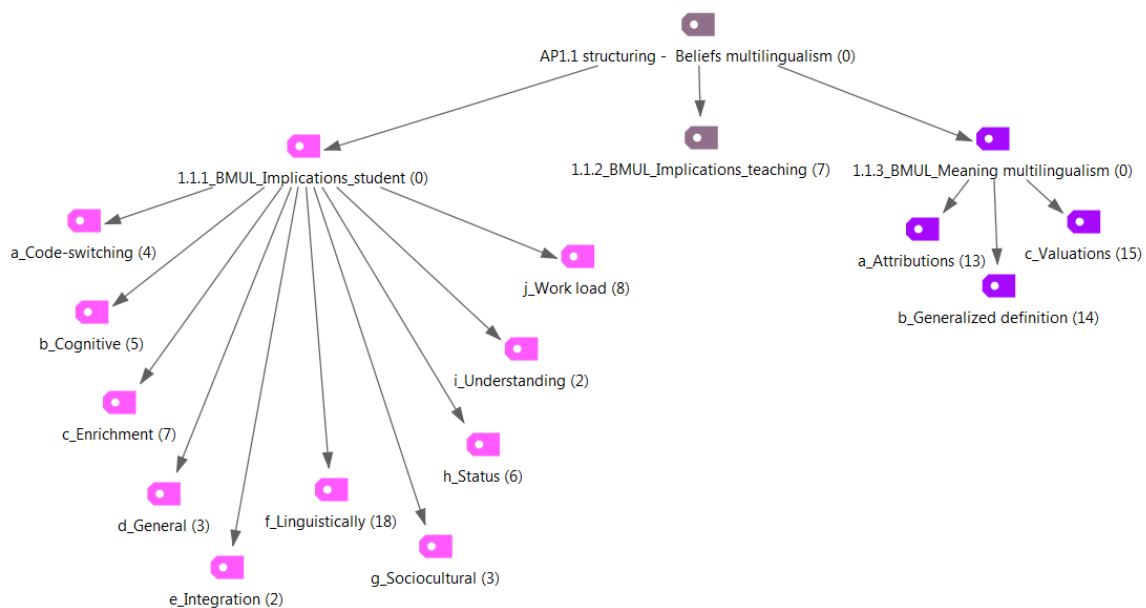 AP1.1 structuring - Beliefs multilingualism (0)
1.1.1_BMUL_Implications_student (0)
1.1.2_BMUL_Implications_teaching (7)
1.1.3_BMUL_Meaning multilingualism (0)
a_Code-switching (4)
b_Cognitive (5)
c_Enrichment (7)
d_General (3)
e_Integration (2)
f_Linguistically (18)
g_Sociocultural (3)
h_Status (6)
i_Understanding (2)
j_Work load (8)
a_Attributions (13)
b_Generalized definition (14)
c_Valuations (15)